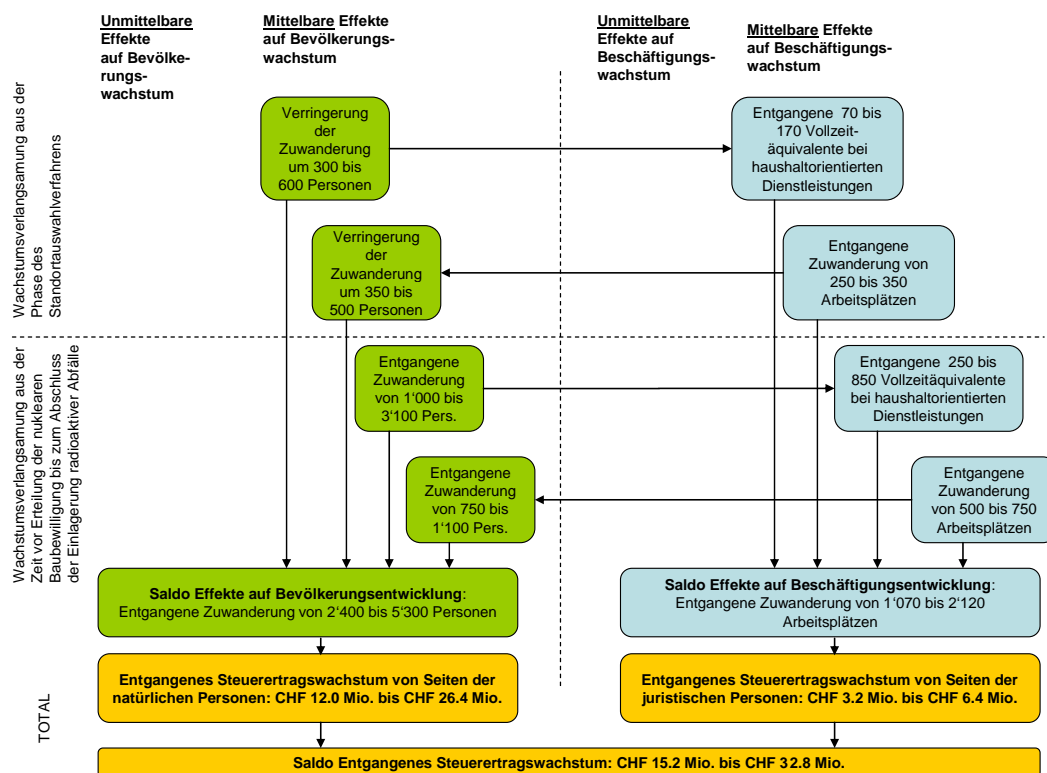 Unmittelbare
Effekte
auf Bevölke-
rungs-
wachstum
Mittelbare Effekte
auf Bevölkerungs-
wachstum
Unmittelbare
Effekte auf
Beschäftigungs
wachstum
Mittelbare Effekte
auf Beschäftigungs-
wachstum
Wachstumsverlangsamung aus der
Phase des
Standortauswahlverfahrens
Verringerung
der
Zuwanderung
um 300 bis
600 Personen
Entgangene 70 bis
170 Vollzeit-
äquivalente bei
haushaltorientierten
Dienstleistungen
Verringerung
der
Zuwanderung
um 350 bis
500 Personen
Entgangene
Zuwanderung von
250 bis 350
Arbeitsplätzen
Wachstumsverlangsamung aus der
Zeit vor Erteilung der nuklearen
Baubewilligung bis zum Abschluss
der Einlagerung radioaktiver Abfälle
Entgangene
Zuwanderung
von 1‘000 bis
3‘100 Pers.
Entgangene 250 bis
850 Vollzeitäquivalente
bei haushaltorientierten
Dienstleistungen
Entgangene
Zuwanderung
von 750 bis
1‘100 Pers.
Entgangene
Zuwanderung
von 500 bis 750
Arbeitsplätzen
Saldo Effekte auf Bevölkerungsentwicklung:
Entgangene Zuwanderung von 2‘400 bis 5‘300 Personen
Saldo Effekte auf Beschäftigungsentwicklung:
Entgangene Zuwanderung von 1‘070 bis 2‘120
Arbeitsplätzen
TOTAL
Entgangenes Steuerertragswachstum von Seiten der
natürlichen Personen: CHF 12.0 Mio. bis CHF 26.4 Mio.
Entgangenes Steuerertragswachstum von Seiten der
juristischen Personen: CHF 3.2 Mio. bis CHF 6.4 Mio.
Saldo Entgangenes Steuerertragswachstum: CHF 15.2 Mio. bis CHF 32.8 Mio.